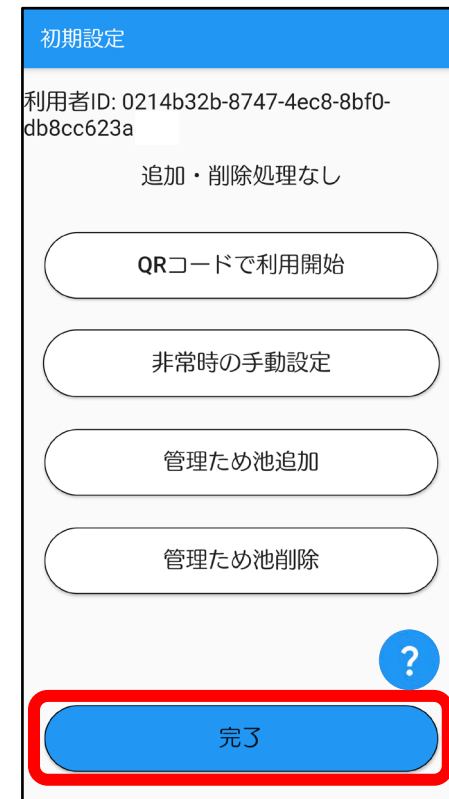 初期設定
利用者ID: 0214b32b-8747-4ec8-8bf0-
db8cc623a
追加・削除処理なし
QRコードで利用開始
非常時の手動設定
管理ため池追加
管理ため池削除
?
完了